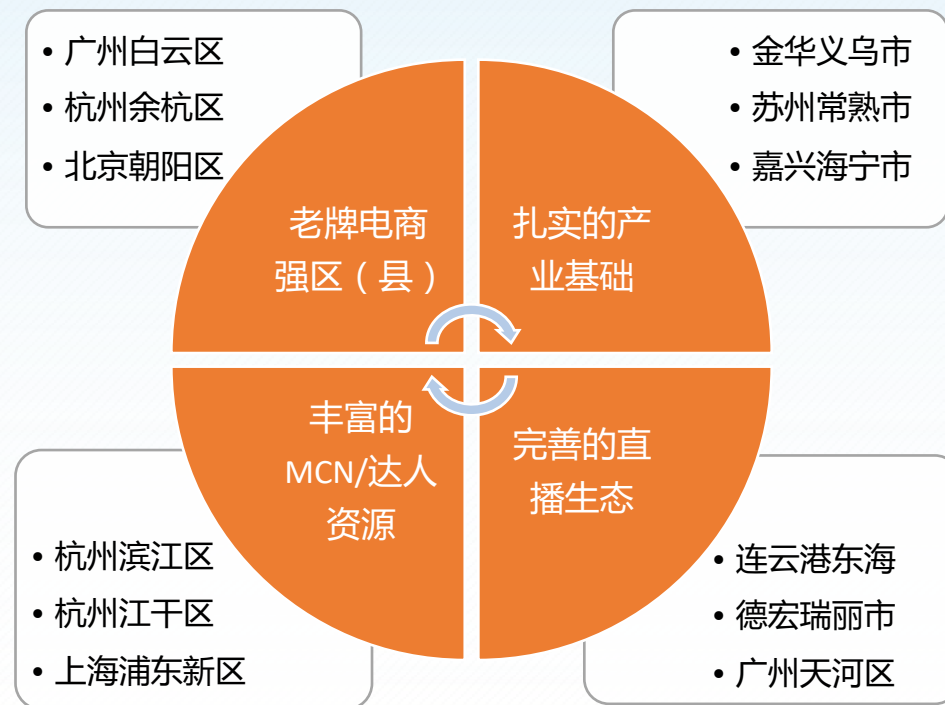 • 广州白云区
• 杭州余杭区
• 北京朝阳区
• 金华义乌市
• 苏州常熟市
• 嘉兴海宁市
老牌电商
强区（县）
扎实的产
业基础
丰富的
MCN/达人
资源
完善的直
播生态
• 杭州滨江区
• 杭州江干区
• 上海浦东新区
• 连云港东海
• 德宏瑞丽市
• 广州天河区